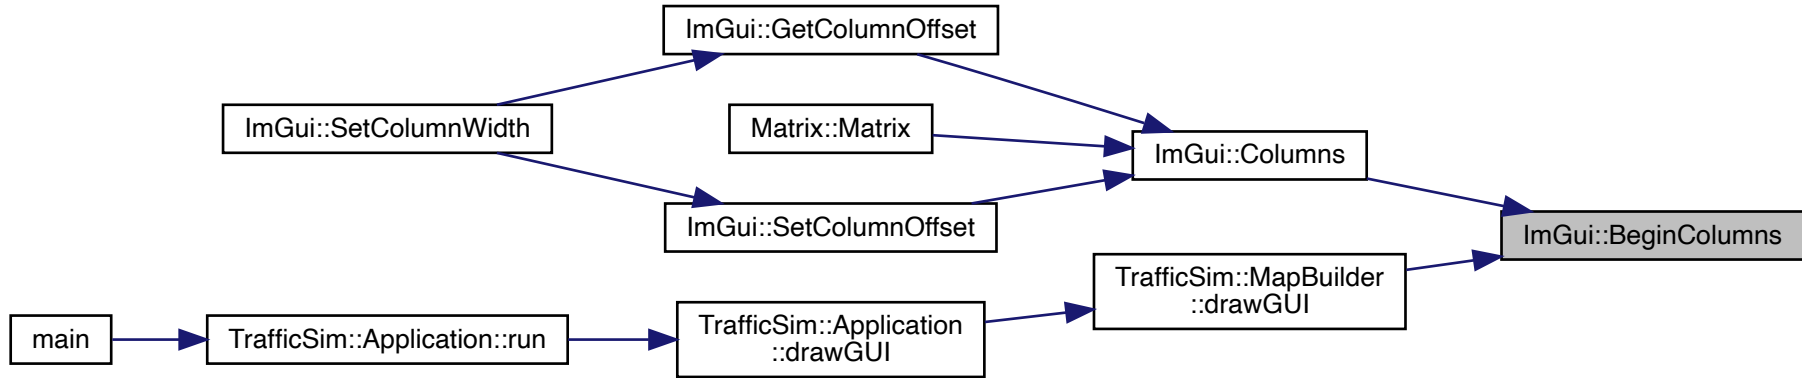 ImGui::GetColumnOffset
ImGui::SetColumnWidth
Matrix::Matrix
ImGui::Columns
ImGui::SetColumnOffset
ImGui::BeginColumns
TrafficSim::MapBuilder
::drawGUI
TrafficSim::Application
::drawGUI
TrafficSim::Application::run
main